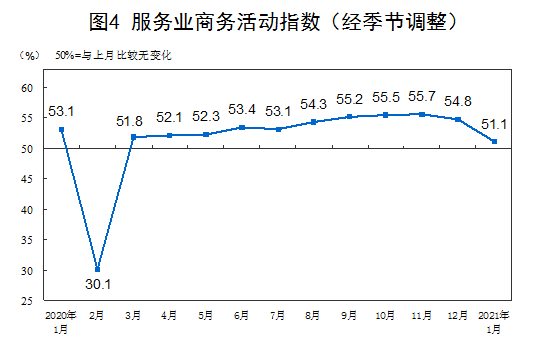 图4 服务业商务活动指数（经季节调整）
（%） 50%=与上月比较无变化
60
55
50
45
40
35
30
25
53.1
30.1
51.8
52.1
52.3
53.4
53.1
54.3
55.2
55.5
55.7
54.8
51.1
2020年
1月
2月
3月
4月
5月
6月
7月
8月
9月
10月
11月
12月
2021年
1月